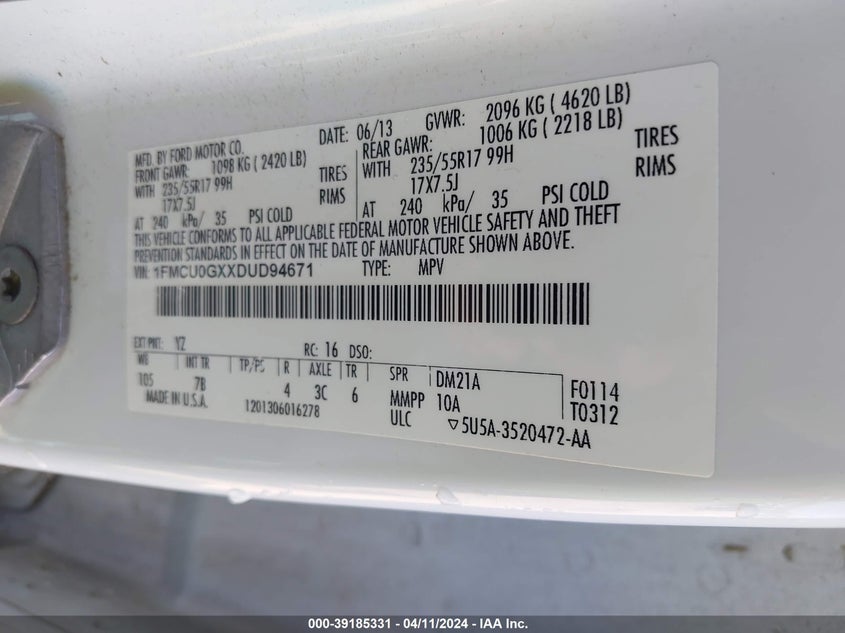 MFD. BY FORD MOTOR CO.
DATE: 06/13 GVWR: 2096 KG ( 4620 LB)
FRONT GAWR: 1098 KG ( 2420 LB)
REAR GAWR: 1006 KG ( 2218 LB)
WITH 235/55R17 99H TIRES
WITH 235/55R17 99H TIRES
17X7.5J RIMS
17X7.5J RIMS
AT 240 kPa/ 35 PSI COLD
AT 240 kPa/ 35 PSI COLD
THIS VEHICLE CONFORMS TO ALL APPLICABLE FEDERAL MOTOR VEHICLE SAFETY AND THEFT
PREVENTION STANDARDS IN EFFECT ON THE DATE OF MANUFACTURE SHOWN ABOVE.
VIN: 1FMCU0GXXDUD94671 TYPE: MPV
EXT PNT: YZ RC: 16 DSO:
WB INT TR TP/PS R AXLE TR SPR DM21A F0114
105 7B 4 3C 6 MMPP 10A T0312
MADE IN U.S.A. 1201306016278 ULC ▽5U5A-3520472-AA
000-39185331 - 04/11/2024 - IAA Inc.